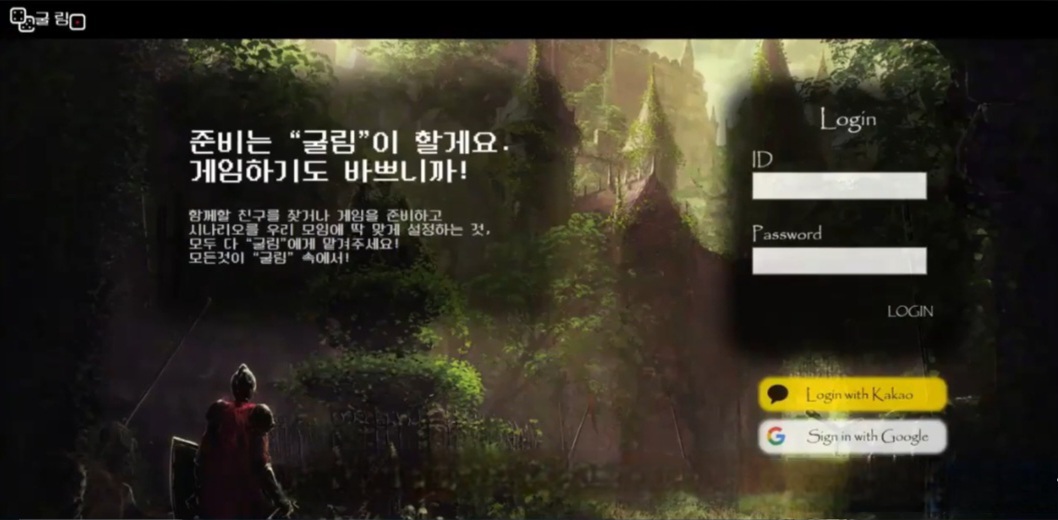 굴림
준비는 “굴림”이 할게요.
게임하기도 바쁘니까!
함께할 친구를 찾거나 게임을 준비하고
시나리오를 우리 모임에 딱 맞게 설정하는 것,
모두 다 “굴림”에게 맡겨주세요!
모든것이 “굴림” 속에서!
Login
ID
Password
LOGIN
Login with Kakao
Sign in with Google